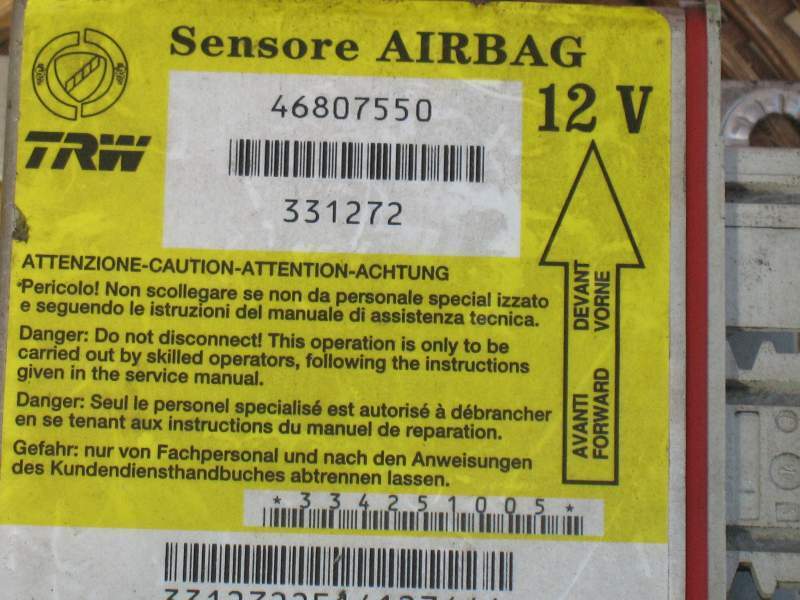 Sensore AIRBAG
46807550
12 V
TRW
331272
ATTENZIONE-CAUTION-ATTENTION-ACHTUNG
Pericolo! Non scollegare se non da personale special izzato
e seguendo le istruzioni del manuale di assistenza tecnica.
Danger: Do not disconnect! This operation is only to be
carried out by skilled operators, following the instructions
given in the service manual.
Danger: Seul le personel specialisé est autorisé à débrancher
en se tenant aux instructions du manuel de reparation.
Gefahr: nur von Fachpersonal und nach den Anweisungen
des Kundendiensthandbuches abtrennen lassen.
AVANTI DEVANT
FORWARD VORNE
*334251005*